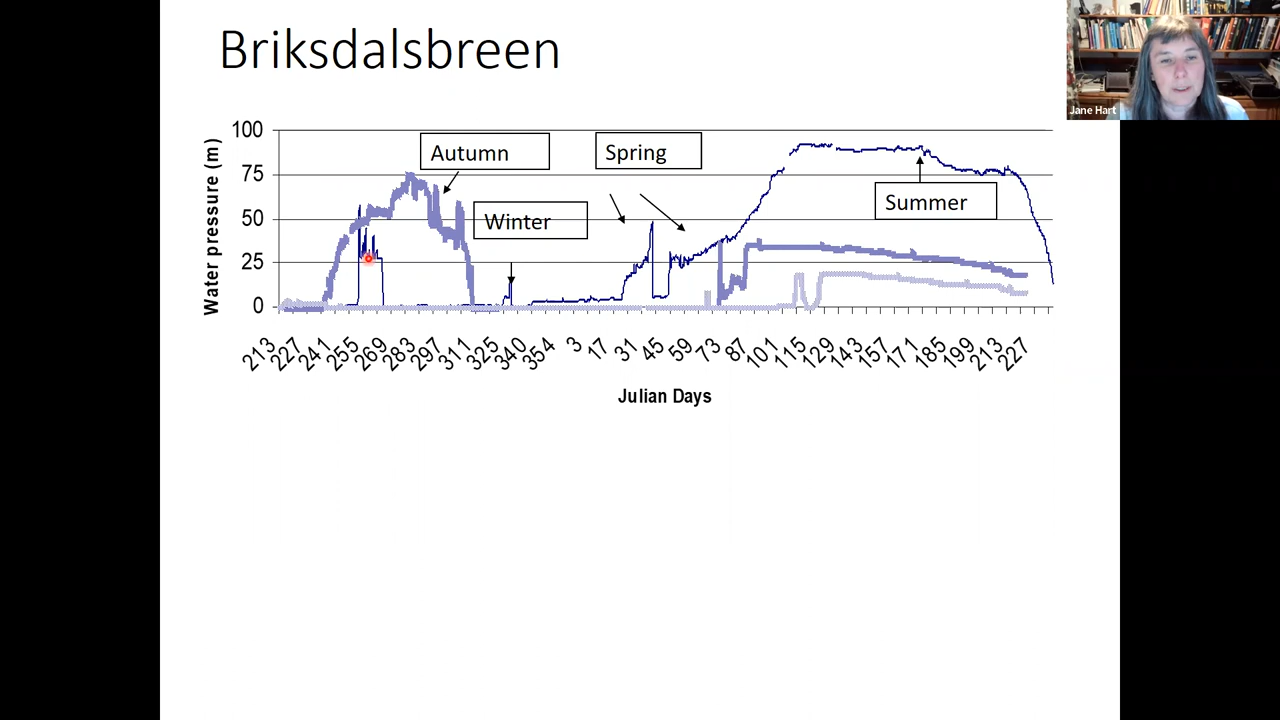 Briksdalsbreen
Jane Hart
Water pressure (m)
100
75
50
25
0
Autumn
Winter
Spring
Summer
213 227 241 255 269 283 297 311 325 340 354 3 17 31 45 59 73 87 101 115 129 143 157 171 185 199 213 227
Julian Days